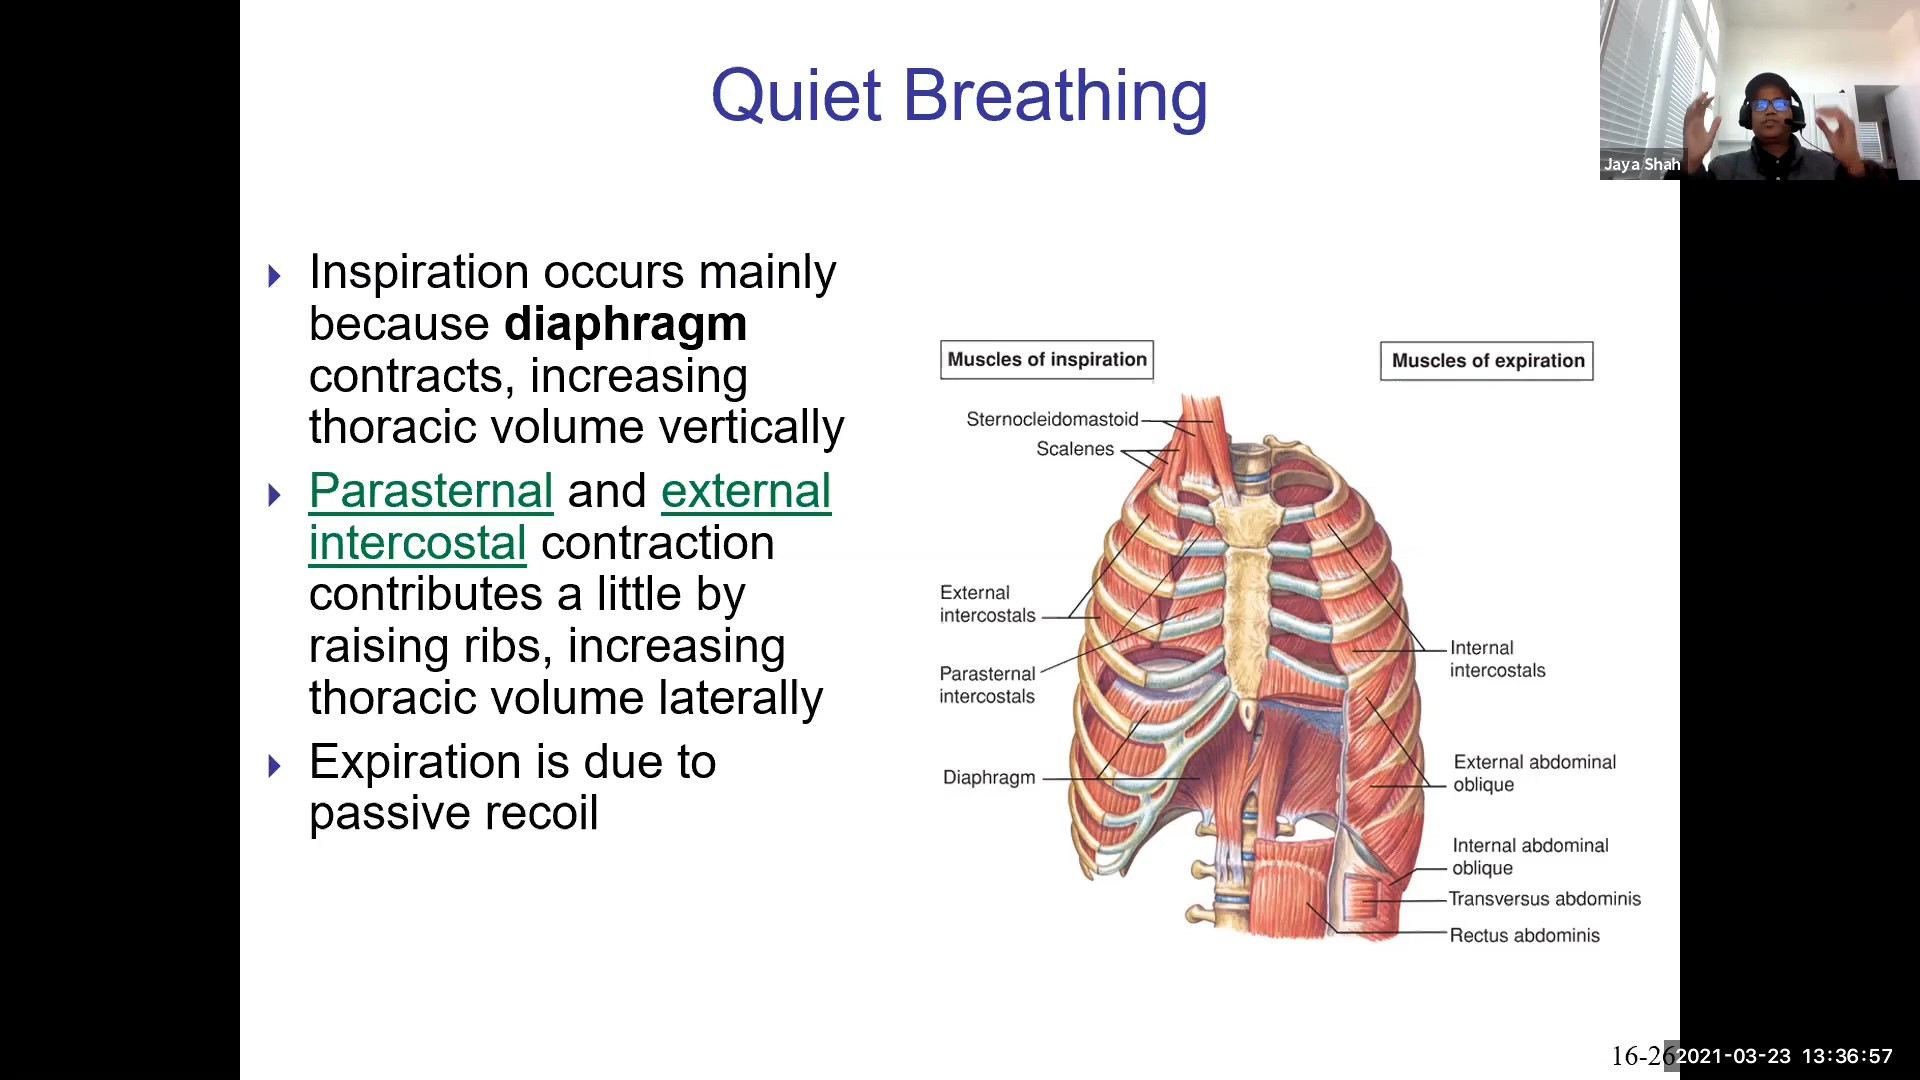 Quiet Breathing
Jaya Shah
Inspiration occurs mainly
because diaphragm
contracts, increasing
thoracic volume vertically
Parasternal and external
intercostal contraction
contributes a little by
raising ribs, increasing
thoracic volume laterally
Expiration is due to
passive recoil
Muscles of inspiration
Muscles of expiration
Sternocleidomastoid
Scalenes
External
intercostals
Parasternal
intercostals
Diaphragm
Internal
intercostals
External abdominal
oblique
Internal abdominal
oblique
Transversus abdominis
Rectus abdominis
16-26
2021-03-23 13:36:57